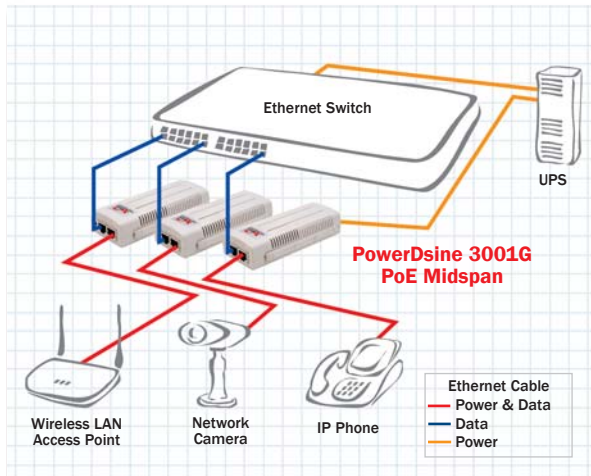 Ethernet Switch
UPS
PowerDsine 3001G
PoE Midspan
Wireless LAN
Access Point
Network
Camera
IP Phone
Ethernet Cable
Power & Data
Data
Power